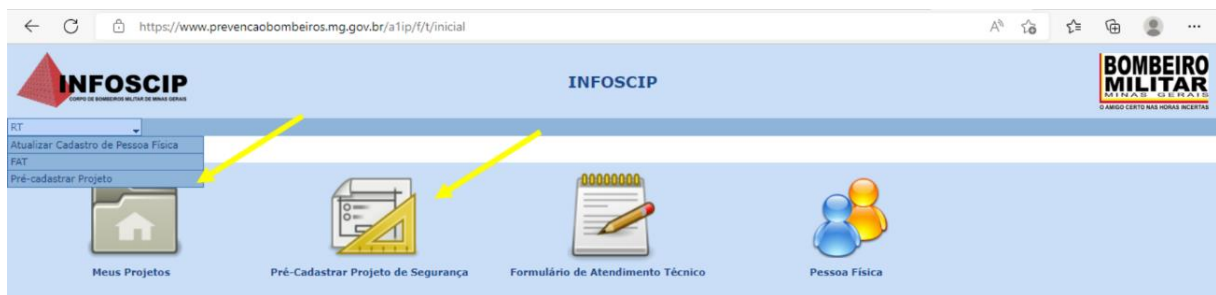 https://www.prevencaobombeiros.mg.gov.br/a1ip/f/t/inicial
INFOSCIP
CORPO DE BOMBEIROS MILITAR DE MINAS GERAIS
INFOSCIP
BOMBEIRO
MILITAR
MINAS GERAIS
O AMIGO CERTO NAS HORAS INCERTAS
RT
Atualizar Cadastro de Pessoa Física
FAT
Pré-cadastrar Projeto
Meus Projetos
Pré-Cadastrar Projeto de Segurança
Formulário de Atendimento Técnico
Pessoa Física